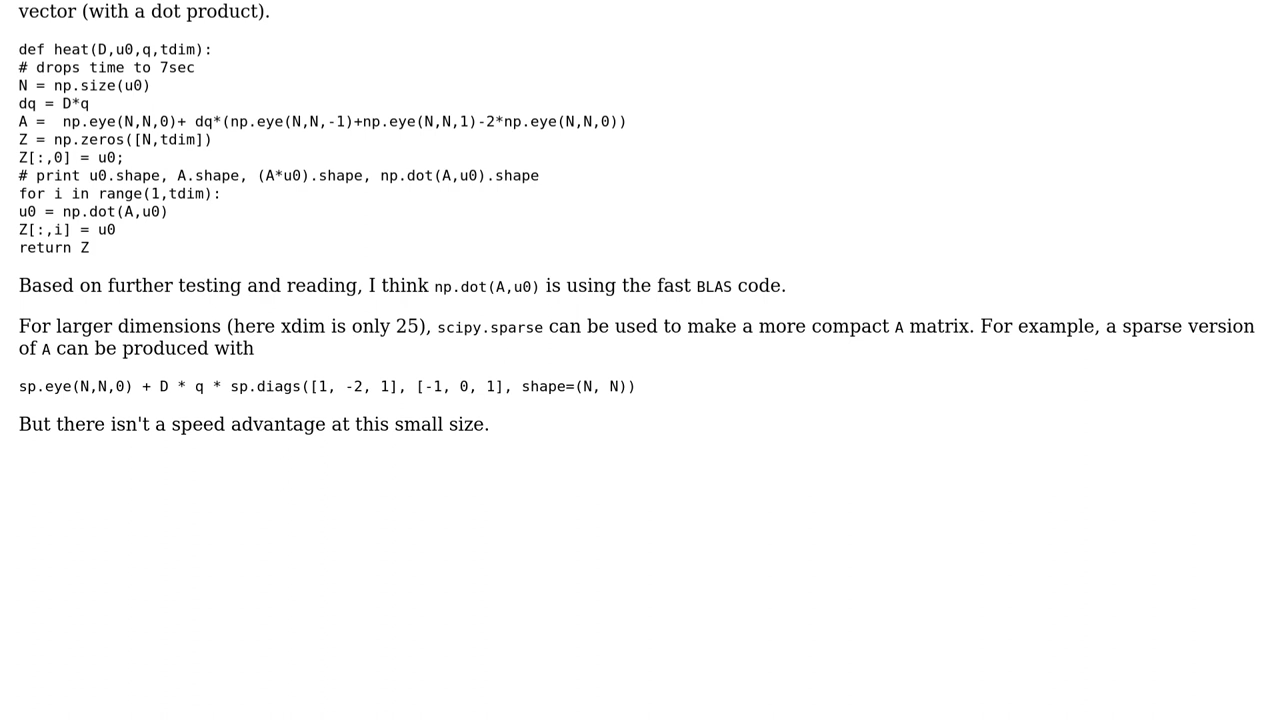 vector (with a dot product).
def heat(D,u0,q,tdim):
# drops time to 7sec
N = np.size(u0)
dq = D*q
A =  np.eye(N,N,0)+ dq*(np.eye(N,N,-1)+np.eye(N,N,1)-2*np.eye(N,N,0))
Z = np.zeros([N,tdim])
Z[:,0] = u0;
# print u0.shape, A.shape, (A*u0).shape, np.dot(A,u0).shape
for i in range(1,tdim):
u0 = np.dot(A,u0)
Z[:,i] = u0
return Z
Based on further testing and reading, I think np.dot(A,u0) is using the fast BLAS code.
For larger dimensions (here xdim is only 25), scipy.sparse can be used to make a more compact A matrix. For example, a sparse version
of A can be produced with
sp.eye(N,N,0) + D * q * sp.diags([1, -2, 1], [-1, 0, 1], shape=(N, N))
But there isn't a speed advantage at this small size.